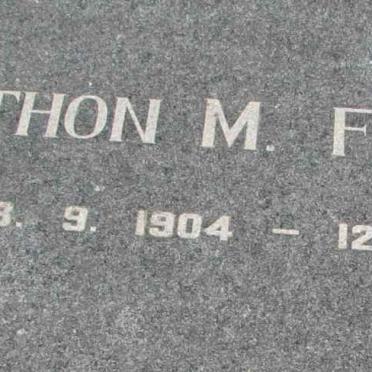 THON M. F
3. 9. 1904 – 12